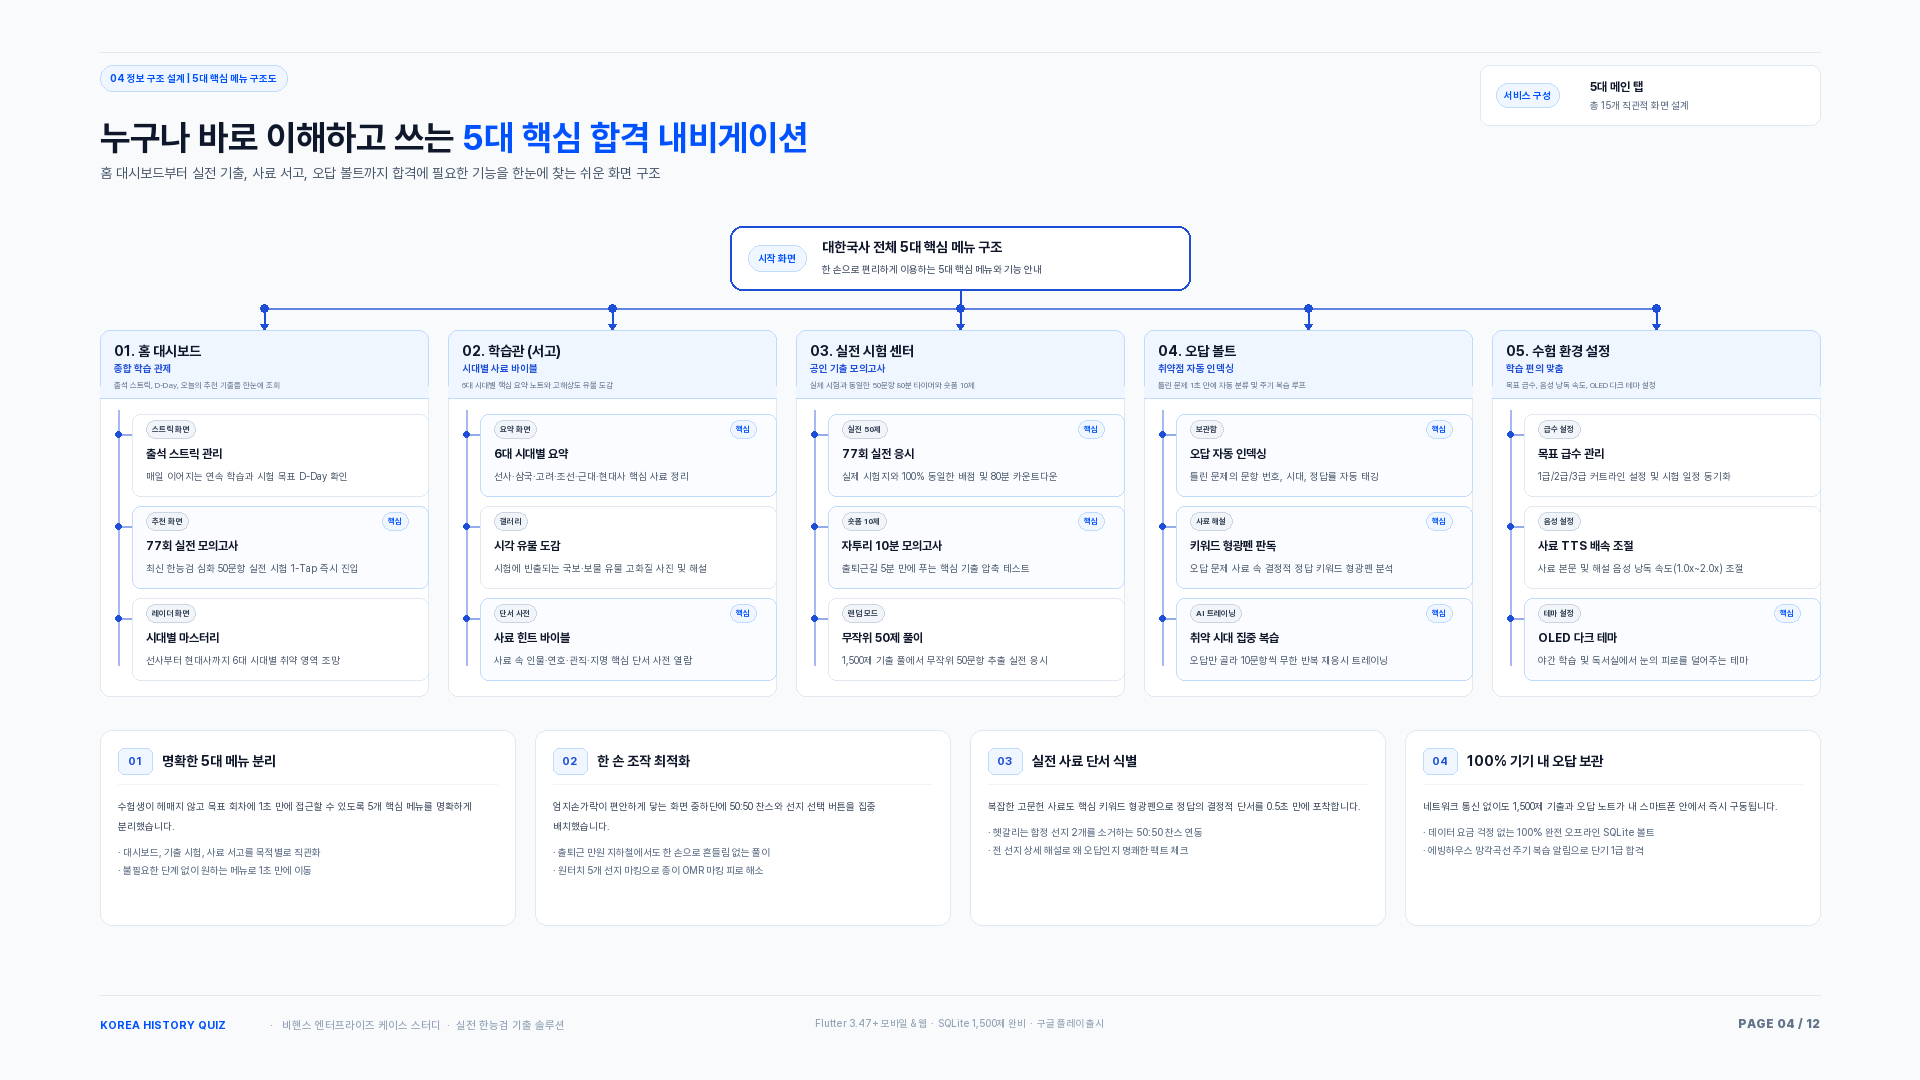 04 정보 구조 설계 | 5대 핵심 메뉴 구조도
서비스 구성
5대 메인 탭
총 15개 직관적 화면 설계
누구나 바로 이해하고 쓰는 5대 핵심 합격 내비게이션
홈 대시보드부터 실전 기출, 사료 서고, 오답 볼트까지 합격에 필요한 기능을 한눈에 찾는 쉬운 화면 구조
시작 화면
대한국사 전체 5대 핵심 메뉴 구조
한 손으로 편리하게 이용하는 5대 핵심 메뉴와 기능 안내
01. 홈 대시보드
종합 학습 관제
출석 스트릭, D-Day, 오늘의 추천 기출을 한눈에 조회
스트릭 화면
출석 스트릭 관리
매일 이어지는 연속 학습과 시험 목표 D-Day 확인
추천 화면
핵심
77회 실전 모의고사
최신 한능검 심화 50문항 실전 시험 1-Tap 즉시 진입
레이더 화면
시대별 마스터리
선사부터 현대사까지 6대 시대별 취약 영역 조망
02. 학습관 (서고)
시대별 사료 바이블
6대 시대별 핵심 요약 노트와 고해상도 유물 도감
요약 화면
핵심
6대 시대별 요약
선사·삼국·고려·조선·근대·현대사 핵심 사료 정리
갤러리
시각 유물 도감
시험에 빈출되는 국보·보물 유물 고화질 사진 및 해설
단서 사전
핵심
사료 힌트 바이블
사료 속 인물·연호·관직·지명 핵심 단서 사전 열람
03. 실전 시험 센터
공인 기출 모의고사
실제 시험과 동일한 50문항 80분 타이머와 숏폼 10제
실전 50제
핵심
77회 실전 응시
실제 시험지와 100% 동일한 배점 및 80분 카운트다운
숏폼 10제
핵심
자투리 10분 모의고사
출퇴근길 5분 만에 푸는 핵심 기출 압축 테스트
랜덤 모드
무작위 50제 풀이
1,500제 기출 풀에서 무작위 50문항 추출 실전 응시
04. 오답 볼트
취약점 자동 인덱싱
틀린 문제 1초 만에 자동 분류 및 주기 복습 루프
보관함
핵심
오답 자동 인덱싱
틀린 문제의 문항 번호, 시대, 정답률 자동 태깅
사료 해설
핵심
키워드 형광펜 판독
오답 문제 사료 속 결정적 정답 키워드 형광펜 분석
AI 트레이닝
핵심
취약 시대 집중 복습
오답만 골라 10문항씩 무한 반복 재응시 트레이닝
05. 수험 환경 설정
학습 편의 맞춤
목표 급수, 음성 낭독 속도, OLED 다크 테마 설정
급수 설정
목표 급수 관리
1급/2급/3급 커트라인 설정 및 시험 일정 동기화
음성 설정
사료 TTS 배속 조절
사료 본문 및 해설 음성 낭독 속도(1.0x~2.0x) 조절
테마 설정
핵심
OLED 다크 테마
야간 학습 및 독서실에서 눈의 피로를 덜어주는 테마
01
명확한 5대 메뉴 분리
수험생이 헤매지 않고 목표 회차에 1초 만에 접근할 수 있도록 5개 핵심 메뉴를 명확하게
분리했습니다.
· 대시보드, 기출 시험, 사료 서고를 목적별로 직관화
· 불필요한 단계 없이 원하는 메뉴로 1초 만에 이동
02
한 손 조작 최적화
엄지손가락이 편안하게 닿는 화면 중하단에 50:50 찬스와 선지 선택 버튼을 집중
배치했습니다.
· 출퇴근 만원 지하철에서도 한 손으로 흔들림 없는 풀이
· 원터치 5개 선지 마킹으로 종이 OMR 마킹 피로 해소
03
실전 사료 단서 식별
복잡한 고문헌 사료도 핵심 키워드 형광펜으로 정답의 결정적 단서를 0.5초 만에 포착합니다.
· 헷갈리는 함정 선지 2개를 소거하는 50:50 찬스 연동
· 전 선지 상세 해설로 왜 오답인지 명쾌한 팩트 체크
04
100% 기기 내 오답 보관
네트워크 통신 없이도 1,500제 기출과 오답 노트가 내 스마트폰 안에서 즉시 구동됩니다.
· 데이터 요금 걱정 없는 100% 완전 오프라인 SQLite 볼트
· 에빙하우스 망각곡선 주기 복습 알림으로 단기 1급 합격
KOREA HISTORY QUIZ · 비핸스 엔터프라이즈 케이스 스터디 · 실전 한능검 기출 솔루션
Flutter 3.47+ 모바일 & 웹 · SQLite 1,500제 완비 · 구글 플레이 출시
PAGE 04 / 12